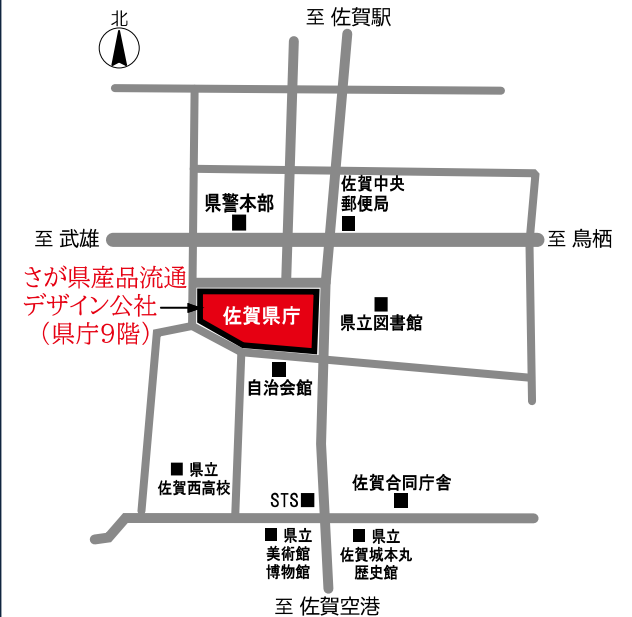 北
至 佐賀駅
佐賀中央
郵便局
県警本部
至 武雄
至 鳥栖
さが県産品流通
デザイン公社
（県庁9階）
佐賀県庁
県立図書館
自治会館
県立
佐賀西高校
佐賀合同庁舎
STS
県立
美術館
博物館
県立
佐賀城本丸
歴史館
至 佐賀空港